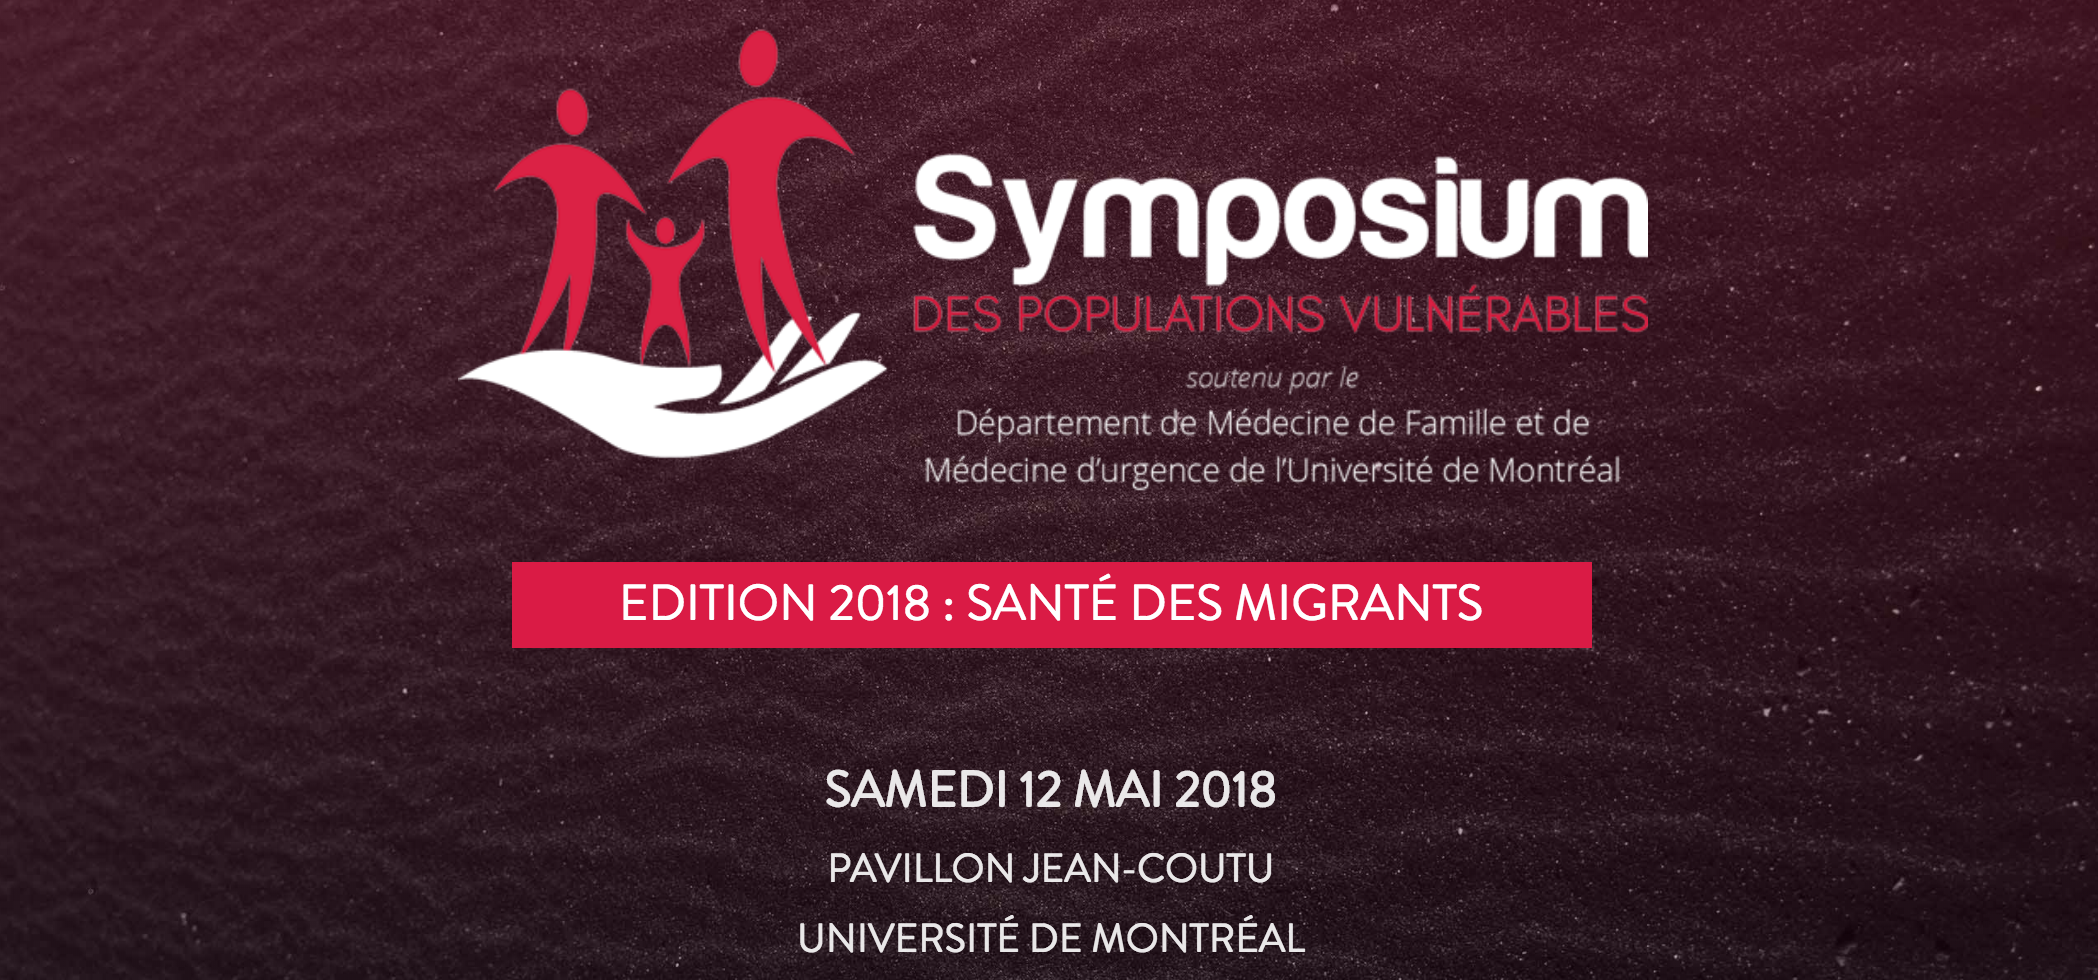 Symposium
DES POPULATIONS VULNÉRABLES
soutenu par le
Département de Médecine de Famille et de
Médecine d'urgence de l'Université de Montréal
EDITION 2018 : SANTÉ DES MIGRANTS
SAMEDI 12 MAI 2018
PAVILLON JEAN-COUTU
UNIVERSITÉ DE MONTRÉAL